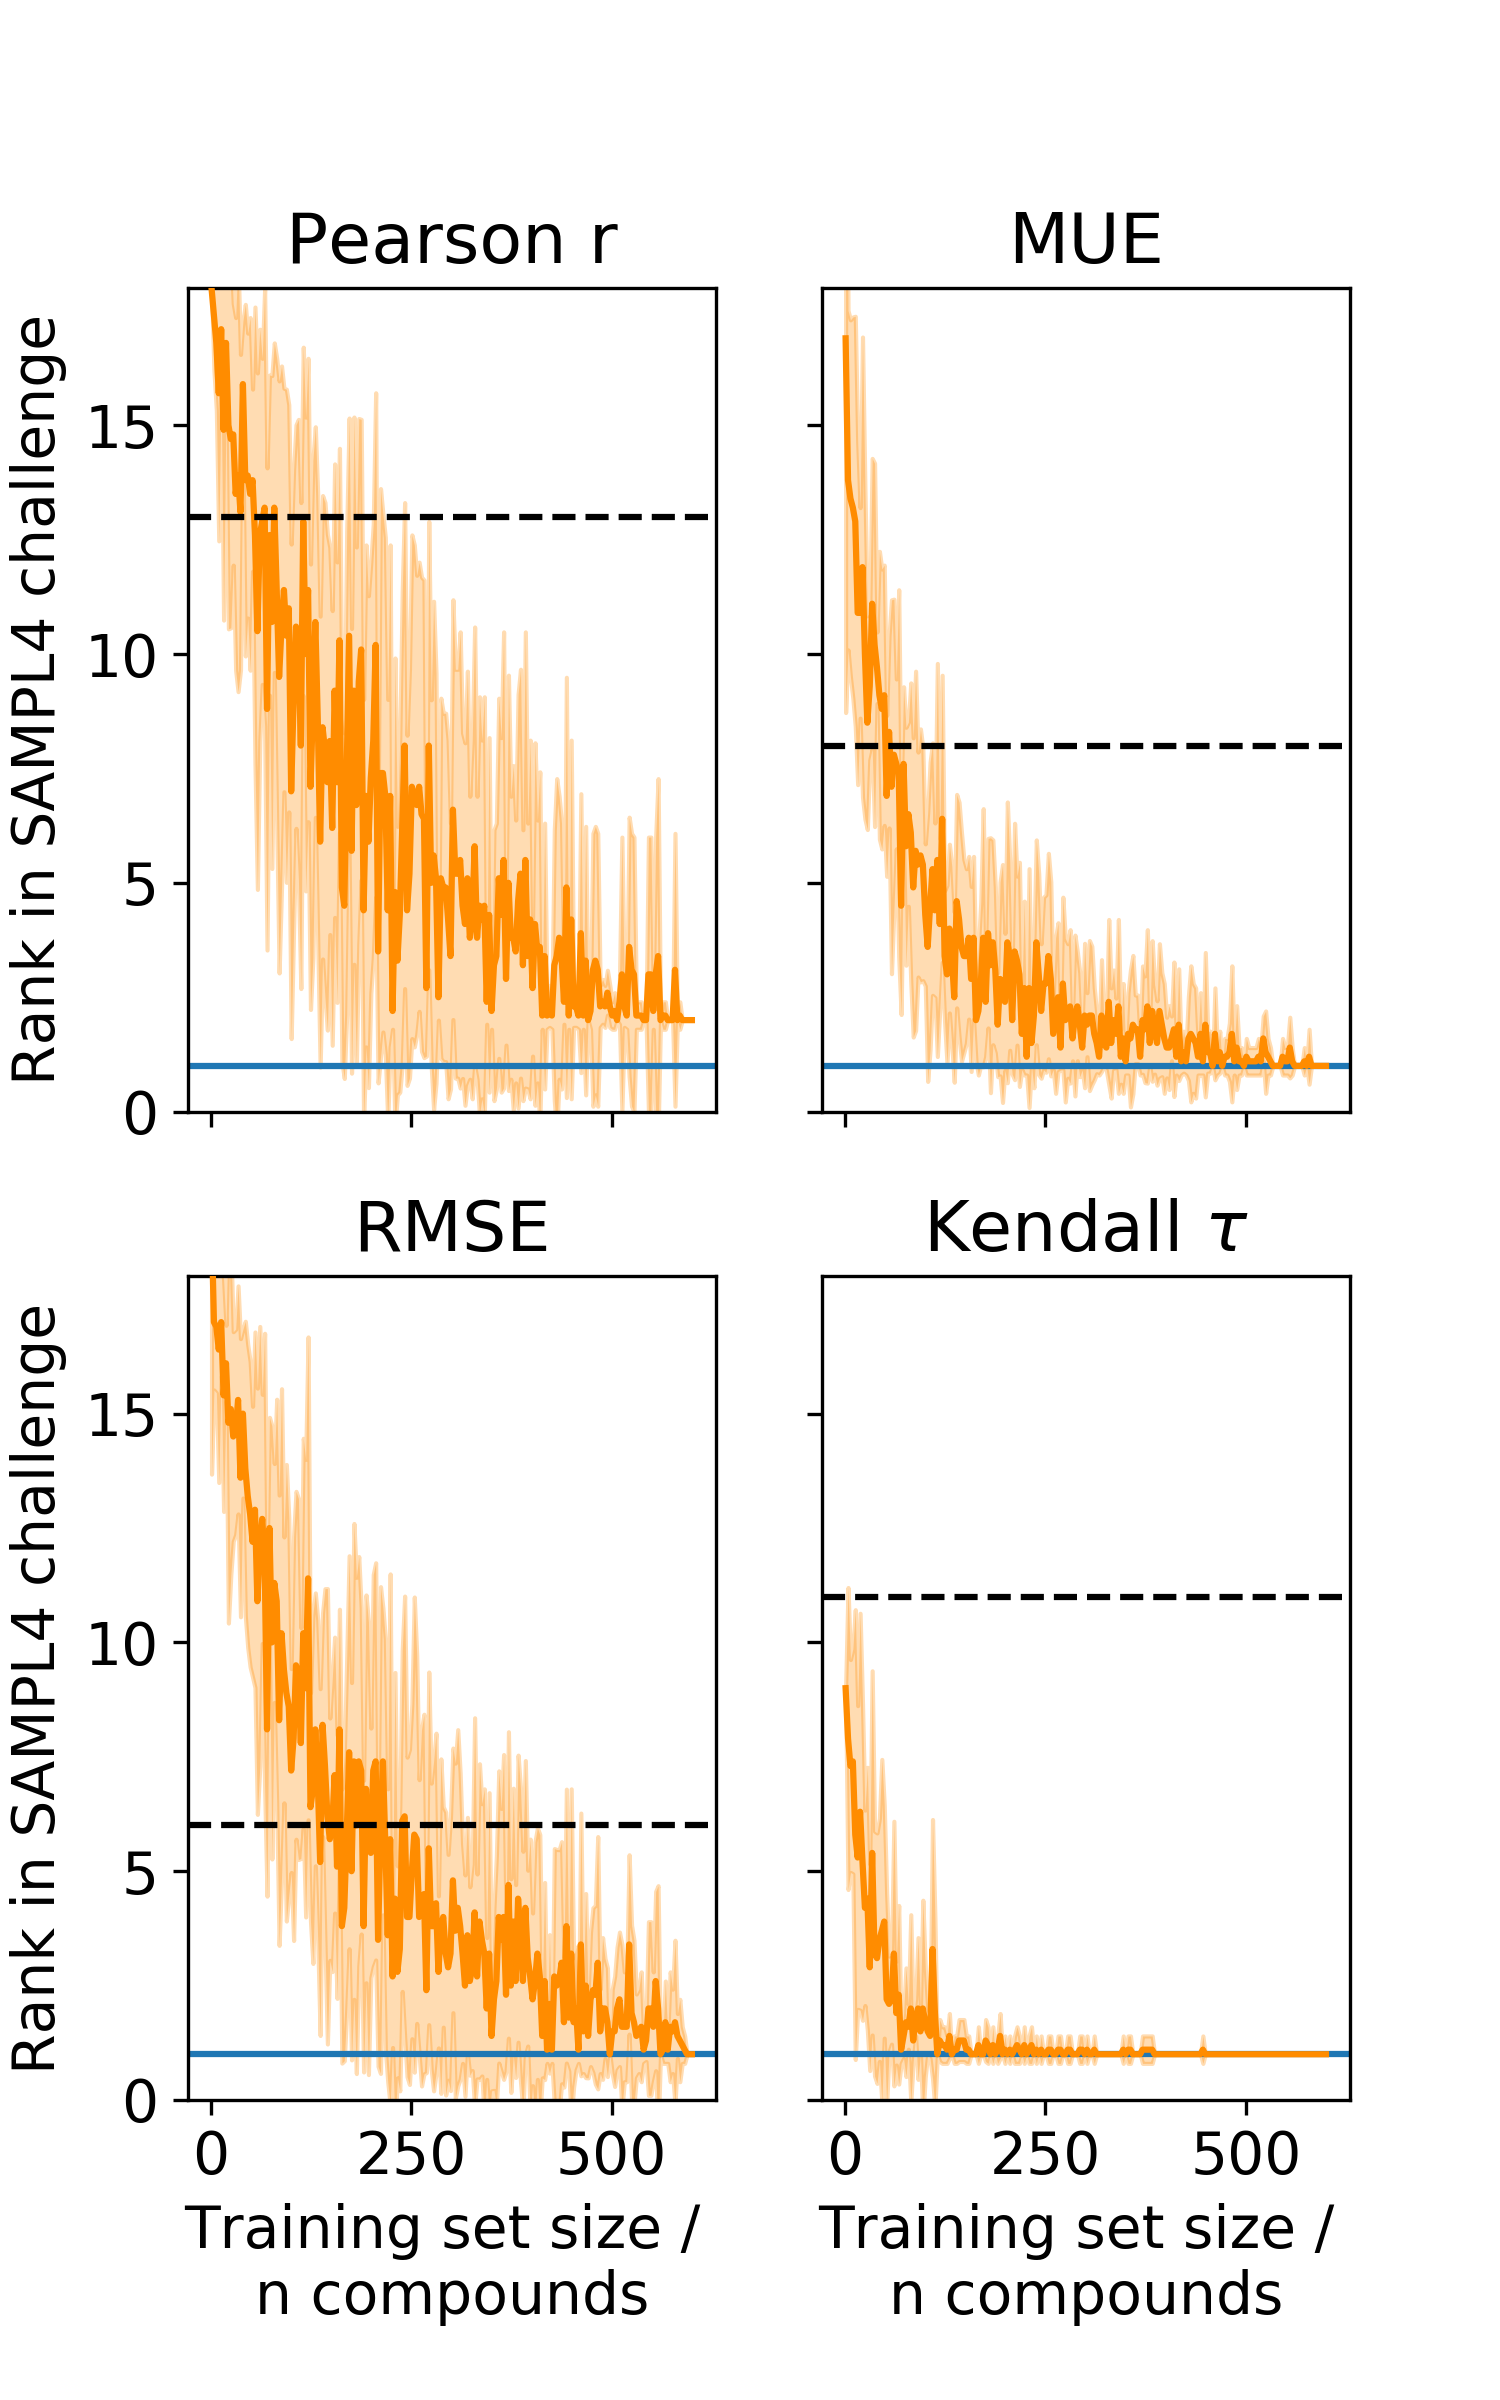 Pearson r
MUE
Rank in SAMPL4 challenge
15
10
5
0
RMSE
Kendall τ
Rank in SAMPL4 challenge
15
10
5
0
0 250 500
0 250 500
Training set size /
n compounds
Training set size /
n compounds